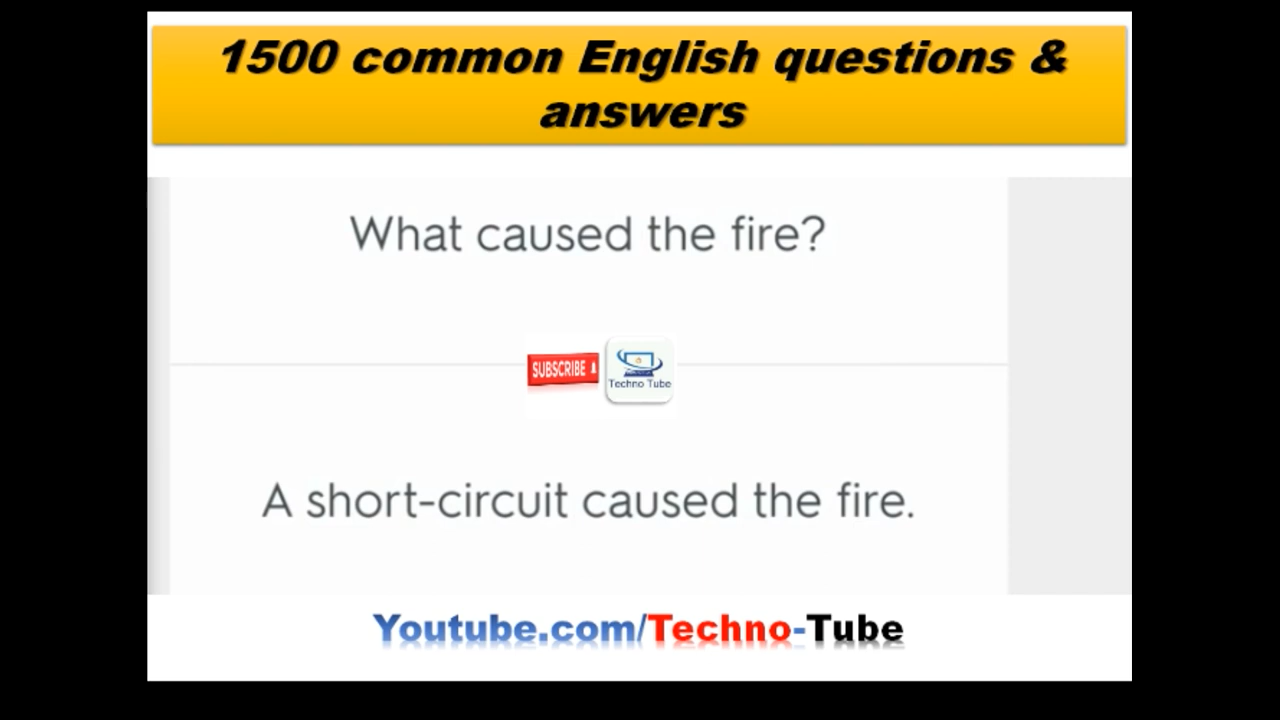 1500 common English questions &
answers
What caused the fire?
SUBSCRIBE
Techno Tube
A short-circuit caused the fire.
Youtube.com/Techno-Tube